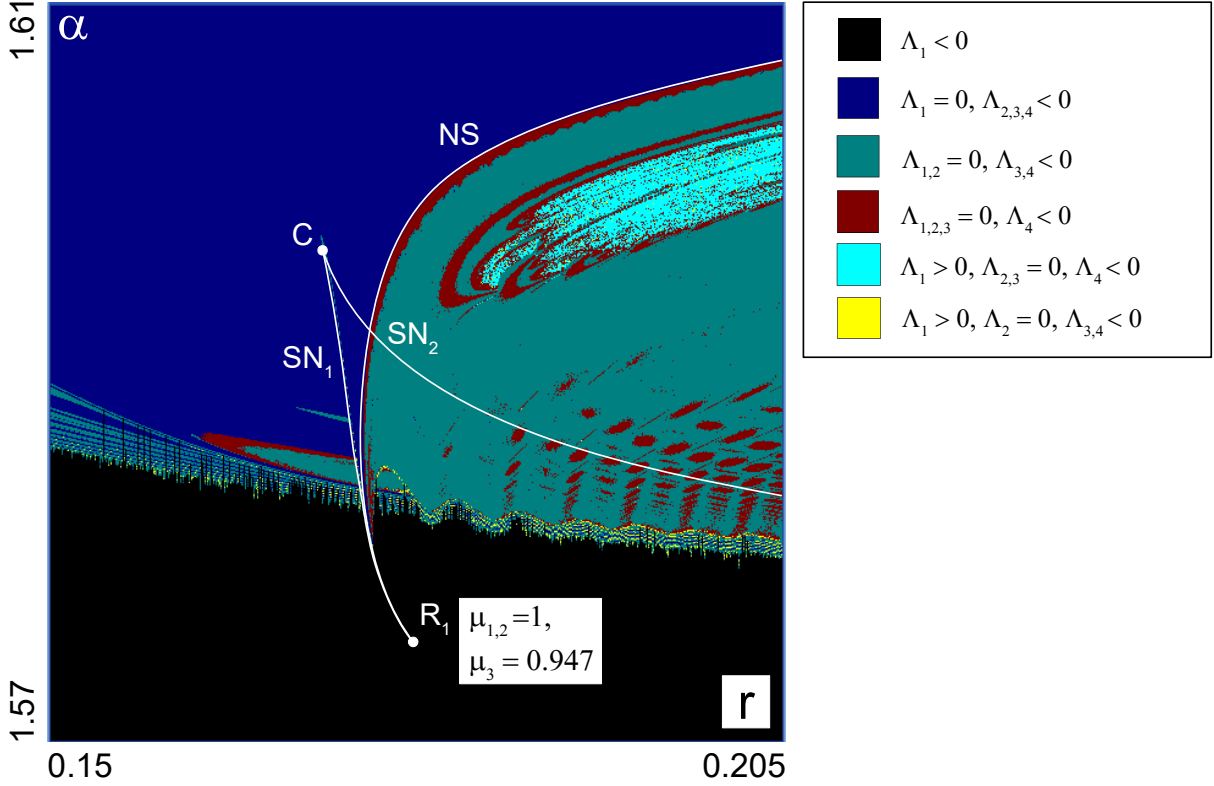 1.61
α
NS
C
SN₂
SN₁
R₁
μ₁,₂ =1,
μ₃ = 0.947
1.57
r
0.15
0.205
Λ₁ < 0
Λ₁ = 0, Λ₂,₃,₄ < 0
Λ₁,₂ = 0, Λ₃,₄ < 0
Λ₁,₂,₃ = 0, Λ₄ < 0
Λ₁ > 0, Λ₂,₃ = 0, Λ₄ < 0
Λ₁ > 0, Λ₂ = 0, Λ₃,₄ < 0